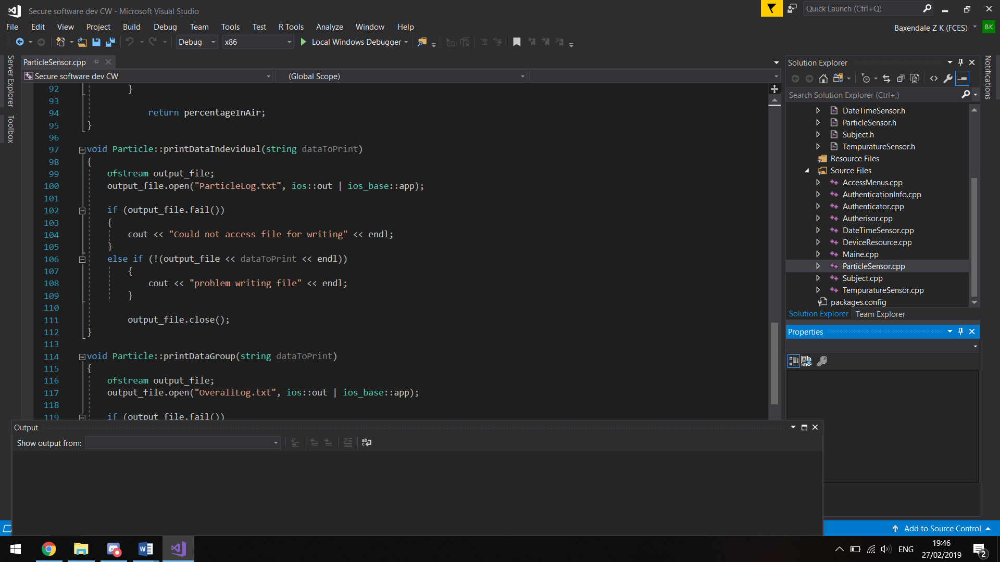 Secure software dev CW - Microsoft Visual Studio
Quick Launch (Ctrl+Q)
File Edit View Project Build Debug Team Tools Test R Tools Analyze Window Help
Baxendale Z K (FCES) BK
Debug x86 Local Windows Debugger
Server Explorer
Toolbox
ParticleSensor.cpp
Secure software dev CW (Global Scope)
92 }
93
94 return percentageInAir;
95 }
96
97 void Particle::printDataIndevidual(string dataToPrint)
98 {
99 ofstream output_file;
100 output_file.open("ParticleLog.txt", ios::out | ios_base::app);
101
102 if (output_file.fail())
103 {
104 cout << "Could not access file for writing" << endl;
105 }
106 else if (!(output_file << dataToPrint << endl))
107 {
108 cout << "problem writing file" << endl;
109 }
110
111 output_file.close();
112 }
113
114 void Particle::printDataGroup(string dataToPrint)
115 {
116 ofstream output_file;
117 output_file.open("OverallLog.txt", ios::out | ios_base::app);
118
119 if (output_file.fail())
Output
Show output from:
Solution Explorer
Search Solution Explorer (Ctrl+;)
DateTimeSensor.h
ParticleSensor.h
Subject.h
TempuratureSensor.h
Resource Files
Source Files
AccessMenus.cpp
AuthenticationInfo.cpp
Authenticator.cpp
Autherisor.cpp
DateTimeSensor.cpp
DeviceResource.cpp
Maine.cpp
ParticleSensor.cpp
Subject.cpp
TempuratureSensor.cpp
packages.config
Solution Explorer Team Explorer
Properties
Notifications
Add to Source Control
ENG
19:46
27/02/2019
2